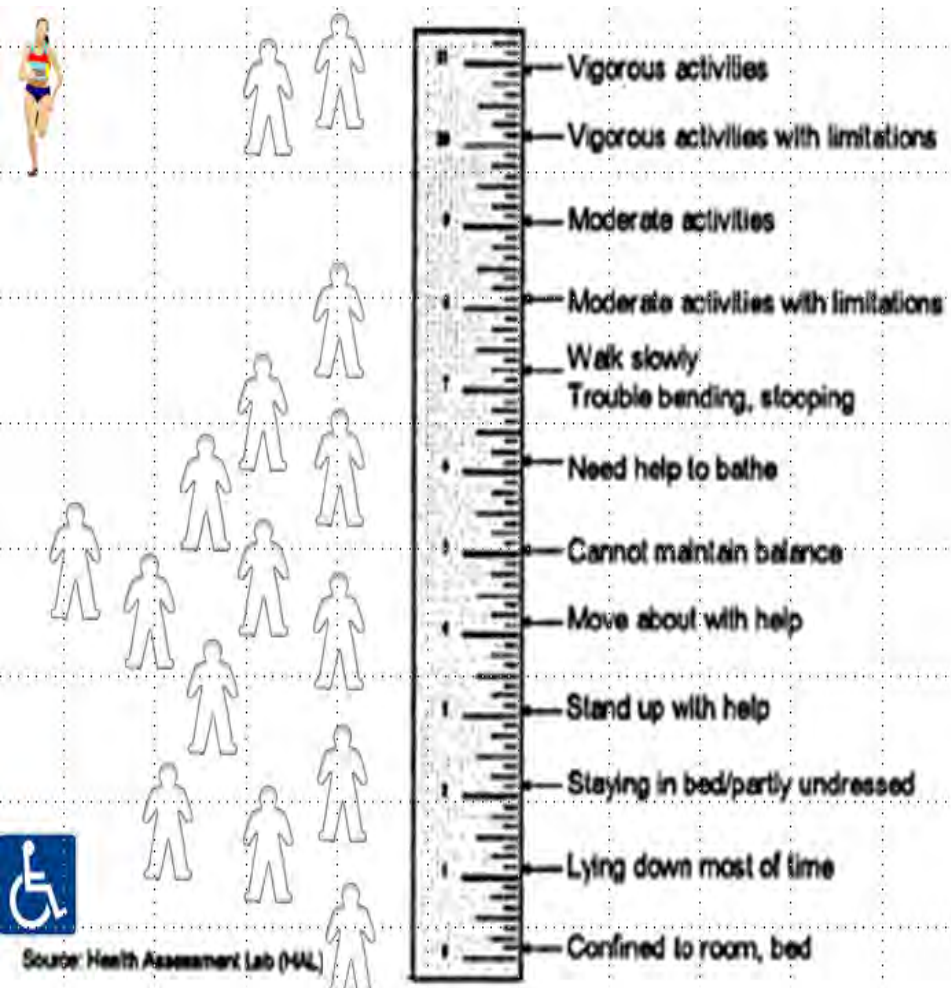 Vigorous activities
Vigorous activities with limitations
Moderate activities
Moderate activities with limitations
Walk slowly
Trouble bending, stooping
Need help to bathe
Cannot maintain balance
Move about with help
Stand up with help
Staying in bed/partly undressed
Lying down most of time
Confined to room, bed
Source: Health Assessment Lab (HAL)